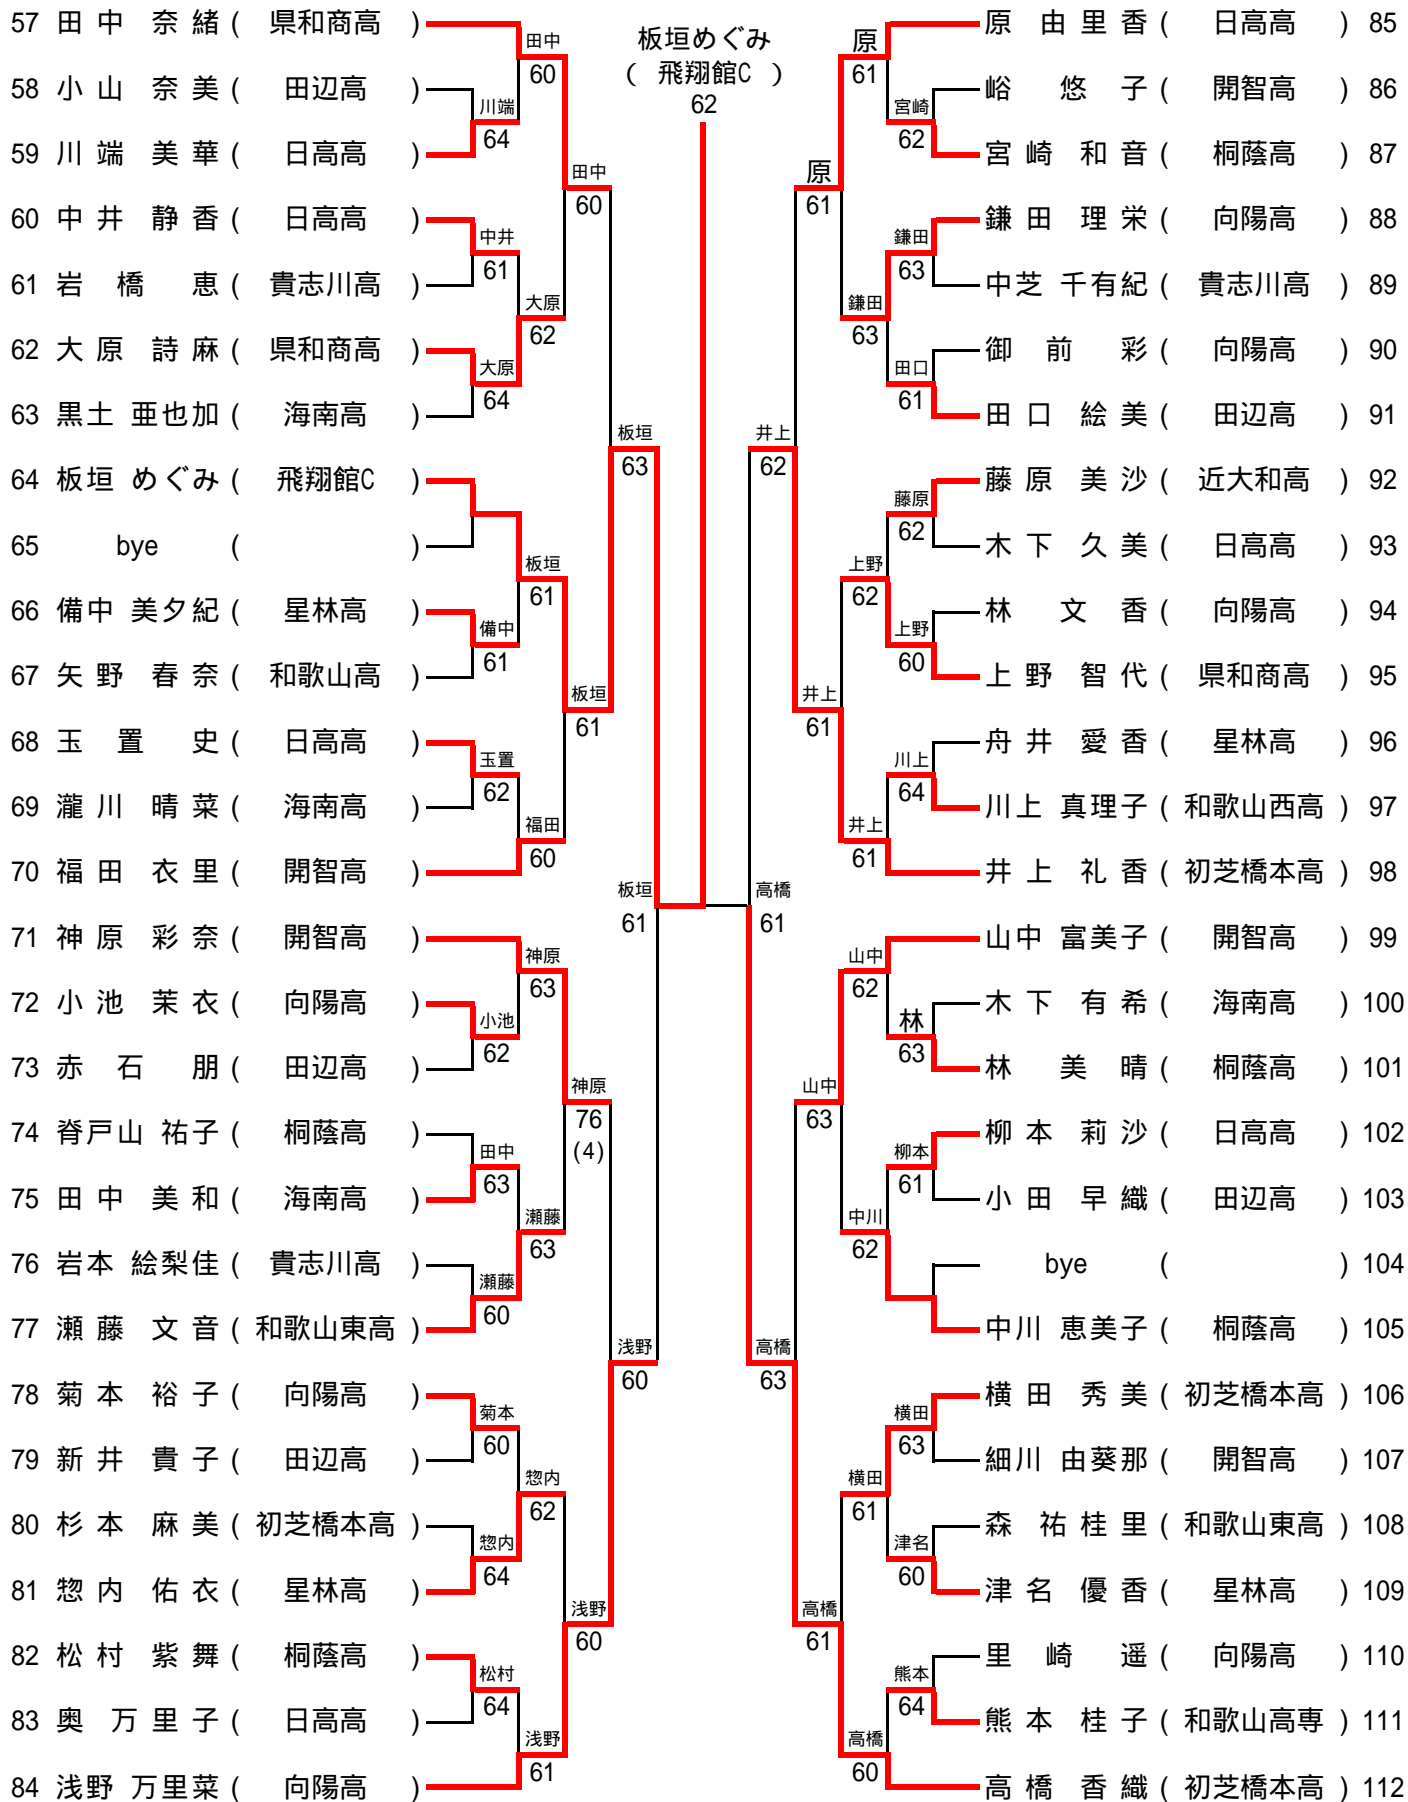 57 田中 奈緒 ( 県和商高 )
58 小山 奈美 ( 田辺高 )
59 川端 美華 ( 日高高 )
60 中井 静香 ( 日高高 )
61 岩橋 恵 ( 貴志川高 )
62 大原 詩麻 ( 県和商高 )
63 黒土 亜也加 ( 海南高 )
64 板垣 めぐみ ( 飛翔館C )
65 bye ( )
66 備中 美夕紀 ( 星林高 )
67 矢野 春奈 ( 和歌山高 )
68 玉置 史 ( 日高高 )
69 瀧川 晴菜 ( 海南高 )
70 福田 衣里 ( 開智高 )
71 神原 彩奈 ( 開智高 )
72 小池 茉衣 ( 向陽高 )
73 赤石 朋 ( 田辺高 )
74 脊戸山 祐子 ( 桐蔭高 )
75 田中 美和 ( 海南高 )
76 岩本 絵梨佳 ( 貴志川高 )
77 瀬藤 文音 ( 和歌山東高 )
78 菊本 裕子 ( 向陽高 )
79 新井 貴子 ( 田辺高 )
80 杉本 麻美 ( 初芝橋本高 )
81 惣内 佑衣 ( 星林高 )
82 松村 紫舞 ( 桐蔭高 )
83 奥 万里子 ( 日高高 )
84 浅野 万里菜 ( 向陽高 )
川端
64
中井
61
大原
64
備中
61
玉置
62
小池
62
田中
63
瀬藤
60
菊本
60
惣内
64
松村
64
田中
60
大原
62
板垣
61
福田
60
神原
63
瀬藤
63
惣内
62
浅野
61
田中
60
板垣
61
神原
76
(4)
浅野
60
板垣
63
浅野
60
板垣
61
板垣めぐみ
( 飛翔館C )
62
高橋
61
井上
62
高橋
63
原
61
井上
61
山中
63
高橋
61
原
61
鎌田
63
上野
62
井上
61
山中
62
中川
62
横田
61
高橋
60
宮崎
62
鎌田
63
田口
61
藤原
62
上野
60
川上
64
林
63
柳本
61
横田
63
津名
60
熊本
64
原 由里香 ( 日高高 ) 85
峪 悠子 ( 開智高 ) 86
宮崎 和音 ( 桐蔭高 ) 87
鎌田 理栄 ( 向陽高 ) 88
中芝 千有紀 ( 貴志川高 ) 89
御前 彩 ( 向陽高 ) 90
田口 絵美 ( 田辺高 ) 91
藤原 美沙 ( 近大和高 ) 92
木下 久美 ( 日高高 ) 93
林 文香 ( 向陽高 ) 94
上野 智代 ( 県和商高 ) 95
舟井 愛香 ( 星林高 ) 96
川上 真理子 ( 和歌山西高 ) 97
井上 礼香 ( 初芝橋本高 ) 98
山中 富美子 ( 開智高 ) 99
木下 有希 ( 海南高 ) 100
林 美晴 ( 桐蔭高 ) 101
柳本 莉沙 ( 日高高 ) 102
小田 早織 ( 田辺高 ) 103
bye ( ) 104
中川 恵美子 ( 桐蔭高 ) 105
横田 秀美 ( 初芝橋本高 ) 106
細川 由葵那 ( 開智高 ) 107
森 祐桂里 ( 和歌山東高 ) 108
津名 優香 ( 星林高 ) 109
里崎 遥 ( 向陽高 ) 110
熊本 桂子 ( 和歌山高専 ) 111
高橋 香織 ( 初芝橋本高 ) 112